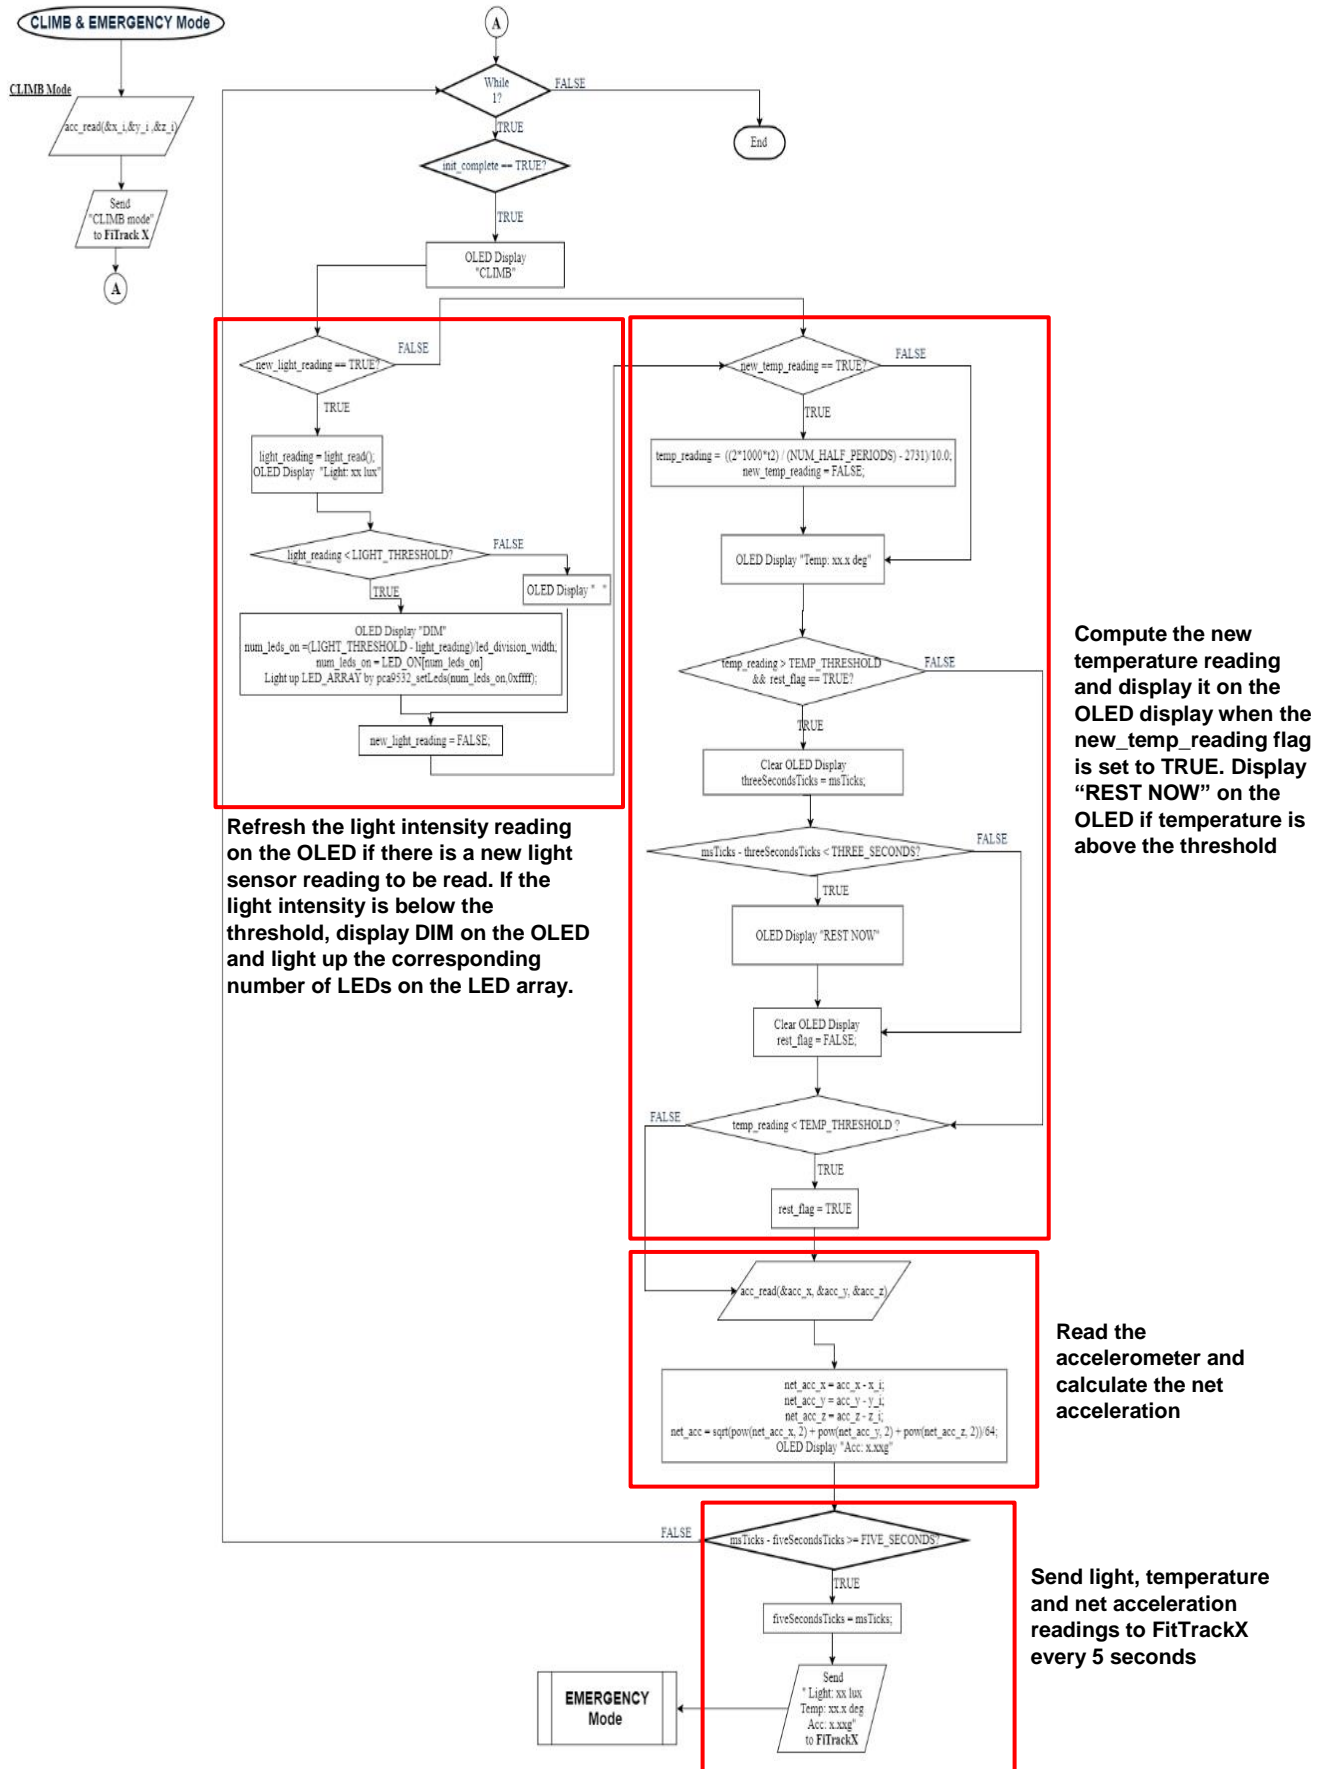 CLIMB & EMERGENCY Mode
CLIMB Mode
acc_read(&x_i,&y_i ,&z_i)
Send
"CLIMB mode"
to FiTrack X
A
A
While
1?
FALSE
End
TRUE
init_complete == TRUE?
TRUE
OLED Display
"CLIMB"
new_light_reading == TRUE?
FALSE
TRUE
light_reading = light_read();
OLED Display "Light: xx lux"
light_reading < LIGHT_THRESHOLD?
FALSE
OLED Display " "
TRUE
OLED Display "DIM"
num_leds_on =(LIGHT_THRESHOLD - light_reading)/led_division_width;
num_leds_on = LED_ON[num_leds_on]
Light up LED_ARRAY by pca9532_setLeds(num_leds_on,0xffff);
new_light_reading = FALSE;
Refresh the light intensity reading
on the OLED if there is a new light
sensor reading to be read. If the
light intensity is below the
threshold, display DIM on the OLED
and light up the corresponding
number of LEDs on the LED array.
new_temp_reading == TRUE?
FALSE
TRUE
temp_reading = ((2*1000*t2) / (NUM_HALF_PERIODS) - 2731)/10.0;
new_temp_reading = FALSE;
OLED Display "Temp: xx.x deg"
temp_reading > TEMP_THRESHOLD
&& rest_flag == TRUE?
FALSE
TRUE
Clear OLED Display
threeSecondsTicks = msTicks;
msTicks - threeSecondsTicks < THREE_SECONDS?
FALSE
TRUE
OLED Display "REST NOW"
Clear OLED Display
rest_flag = FALSE;
temp_reading < TEMP_THRESHOLD ?
FALSE
TRUE
rest_flag = TRUE
Compute the new
temperature reading
and display it on the
OLED display when the
new_temp_reading flag
is set to TRUE. Display
“REST NOW” on the
OLED if temperature is
above the threshold
acc_read(&acc_x, &acc_y, &acc_z)
net_acc_x = acc_x - x_i;
net_acc_y = acc_y - y_i;
net_acc_z = acc_z - z_i;
net_acc = sqrt(pow(net_acc_x, 2) + pow(net_acc_y, 2) + pow(net_acc_z, 2))/64;
OLED Display "Acc: x.xxg"
Read the
accelerometer and
calculate the net
acceleration
msTicks - fiveSecondsTicks >= FIVE_SECONDS?
FALSE
TRUE
fiveSecondsTicks = msTicks;
Send
" Light: xx lux
Temp: xx.x deg
Acc: x.xxg"
to FiTrackX
EMERGENCY
Mode
Send light, temperature
and net acceleration
readings to FitTrackX
every 5 seconds